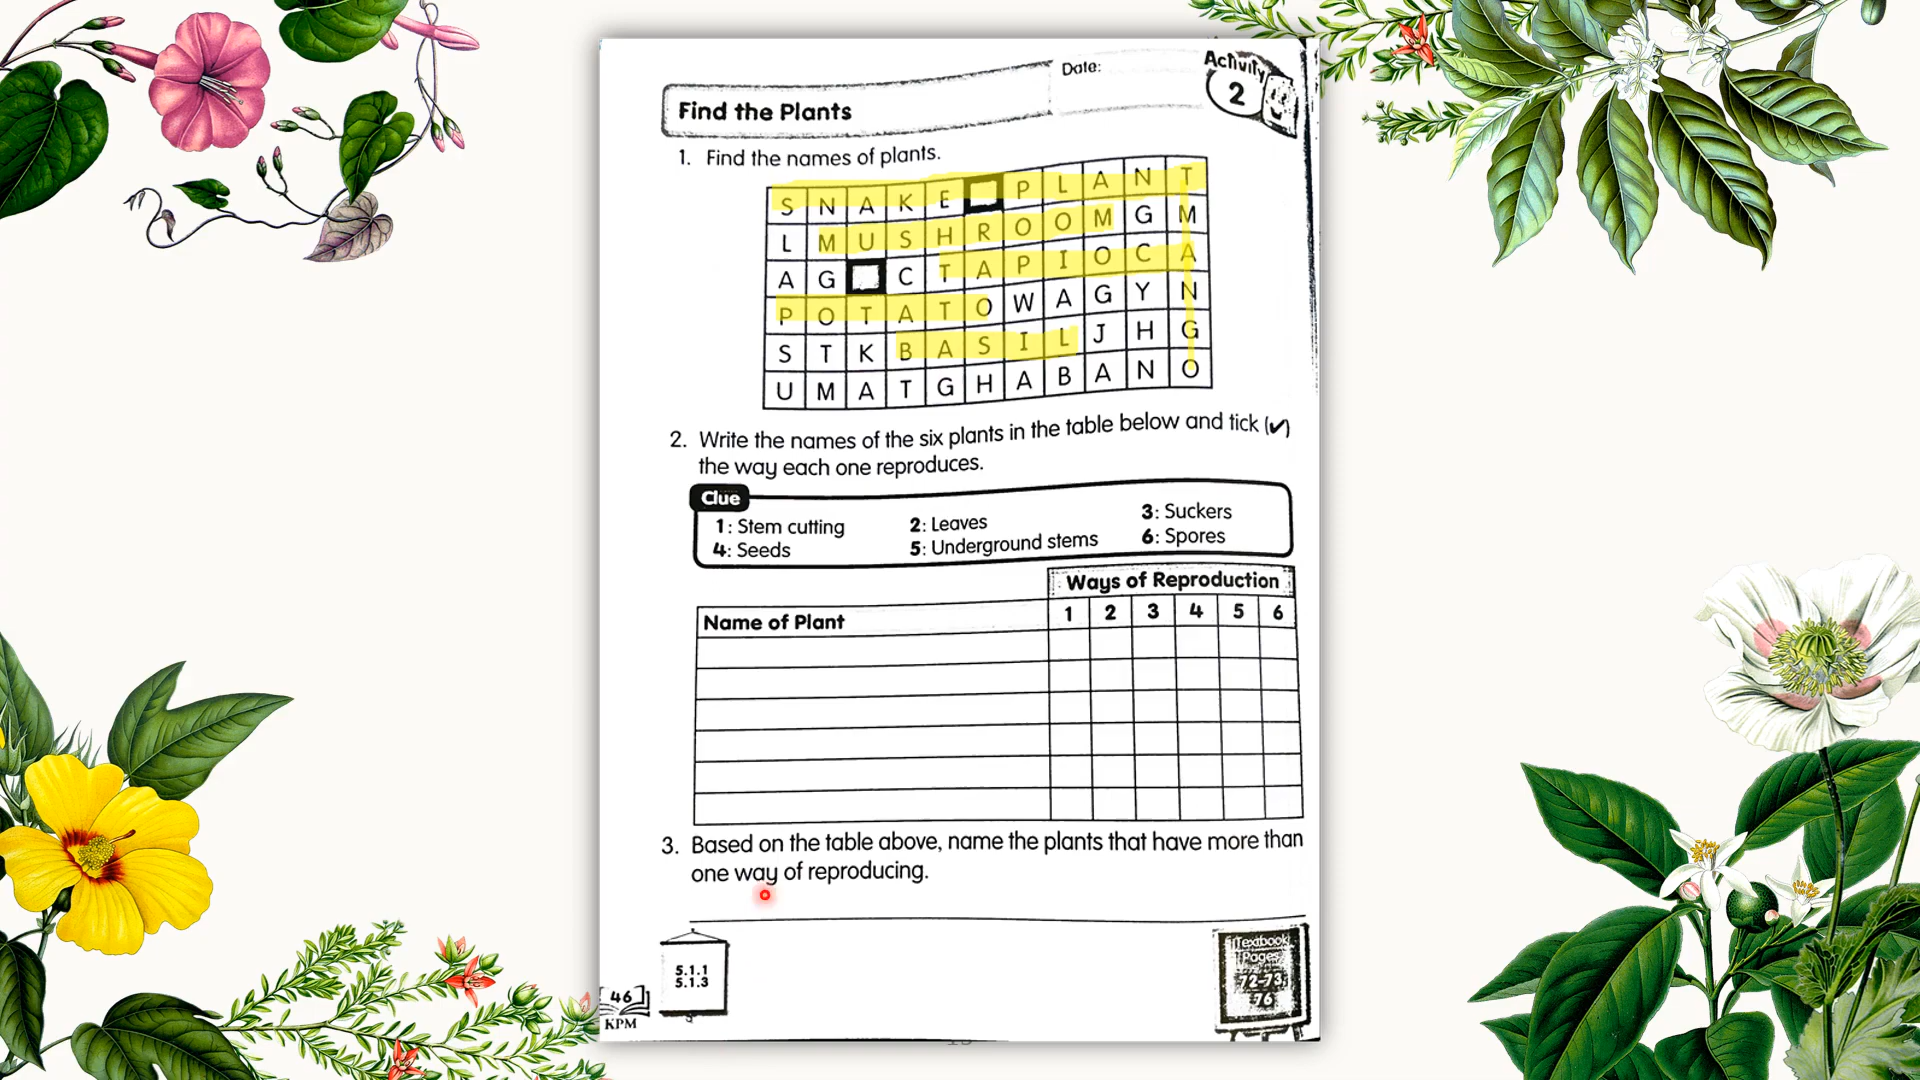 Find the Plants
Date:
Activity
2
1. Find the names of plants.
S N A K E P L A N T
L M U S H R O O M G M
A G C T A P I O C A
P O T A T O W A G Y N
S T K B A S I L J H G
U M A T G H A B A N O
2. Write the names of the six plants in the table below and tick (✔)
the way each one reproduces.
Clue
1: Stem cutting 2: Leaves 3: Suckers
4: Seeds 5: Underground stems 6: Spores
Ways of Reproduction
Name of Plant 1 2 3 4 5 6
3. Based on the table above, name the plants that have more than
one way of reproducing.
5.1.1
5.1.3
46
KPM
Textbook
Pages
72-73,
76